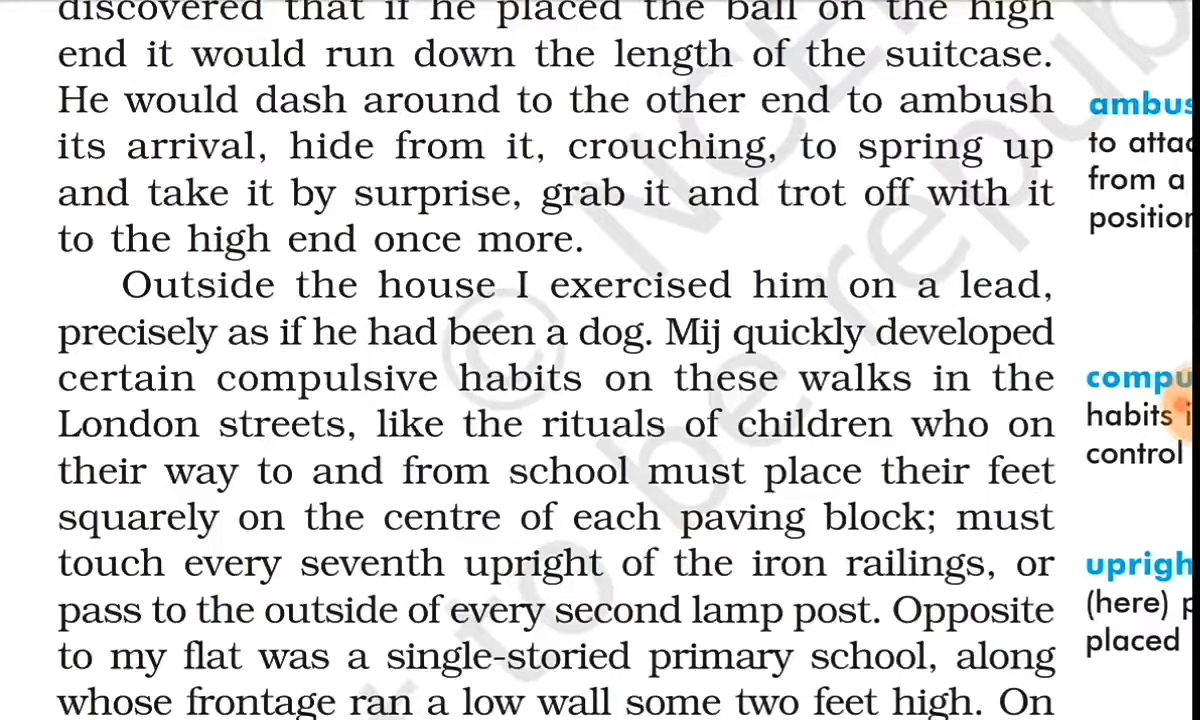 discovered that if he placed the ball on the high
end it would run down the length of the suitcase.
He would dash around to the other end to ambush
its arrival, hide from it, crouching, to spring up
and take it by surprise, grab it and trot off with it
to the high end once more.
Outside the house I exercised him on a lead,
precisely as if he had been a dog. Mij quickly developed
certain compulsive habits on these walks in the
London streets, like the rituals of children who on
their way to and from school must place their feet
squarely on the centre of each paving block; must
touch every seventh upright of the iron railings, or
pass to the outside of every second lamp post. Opposite
to my flat was a single-storied primary school, along
whose frontage ran a low wall some two feet high. On
ambus
to attac
from a
position
compu
habits i
control
uprigh
(here) p
placed
© NCE
to be repub